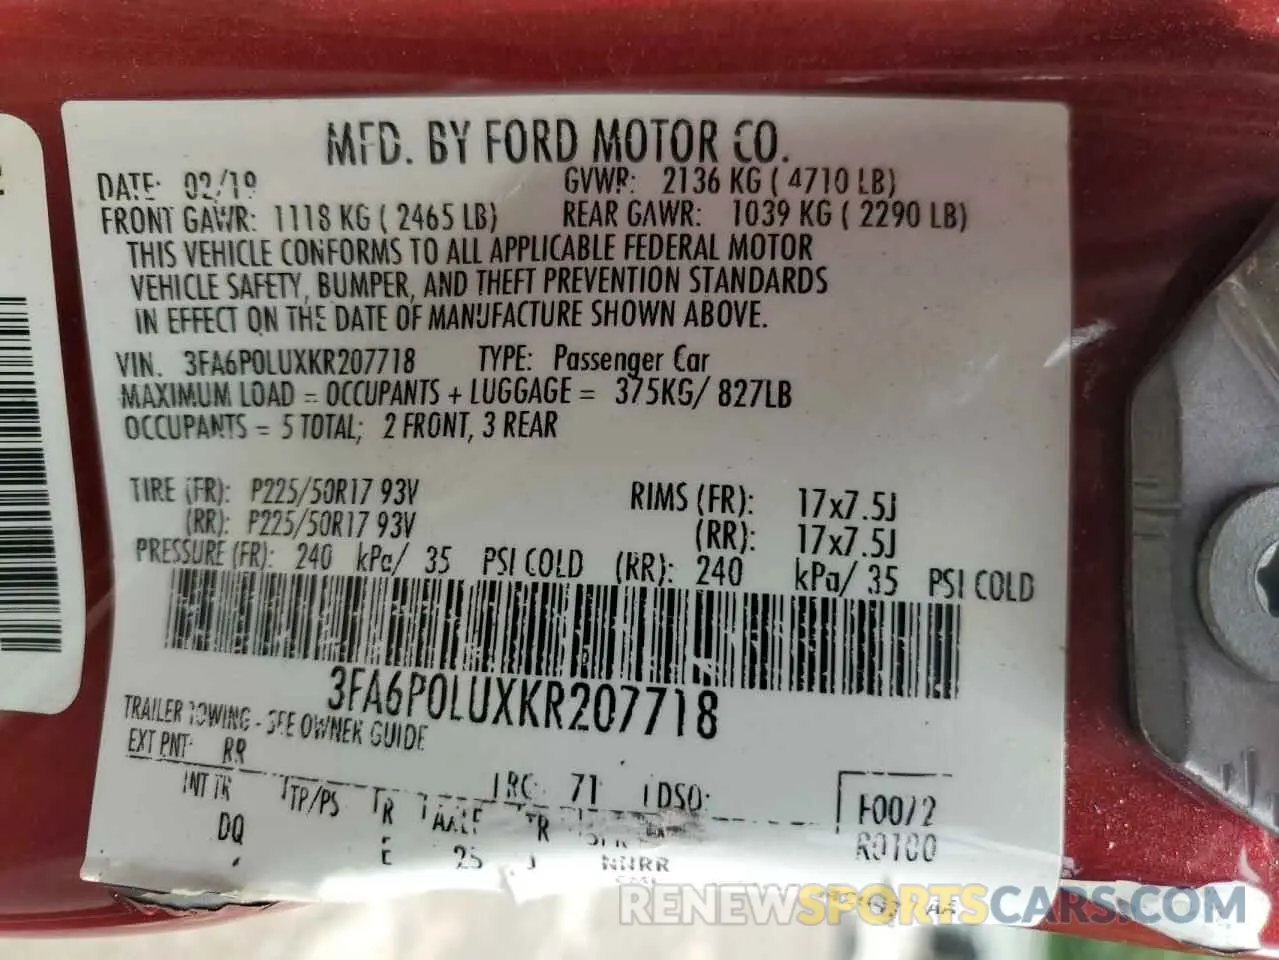 MFD. BY FORD MOTOR CO.
DATE: 02/19 GVWR: 2136 KG ( 4710 LB)
FRONT GAWR: 1118 KG ( 2465 LB) REAR GAWR: 1039 KG ( 2290 LB)
THIS VEHICLE CONFORMS TO ALL APPLICABLE FEDERAL MOTOR
VEHICLE SAFETY, BUMPER, AND THEFT PREVENTION STANDARDS
IN EFFECT ON THE DATE OF MANUFACTURE SHOWN ABOVE.
VIN. 3FA6P0LUXKR207718 TYPE: Passenger Car
MAXIMUM LOAD = OCCUPANTS + LUGGAGE = 375KG/ 827LB
OCCUPANTS = 5 TOTAL; 2 FRONT, 3 REAR
TIRE (FR): P225/50R17 93V RIMS (FR): 17x7.5J
(RR): P225/50R17 93V (RR): 17x7.5J
PRESSURE (FR): 240 kPa/ 35 PSI COLD (RR): 240 kPa/ 35 PSI COLD
3FA6P0LUXKR207718
TRAILER TOWING - SEE OWNER GUIDE
EXT PNT: RR RC: 71 DSO:
INT TR TP/PS R AXLE TR F0072
DQ E 25 J R0100
RENEWSPORTSCARS.COM